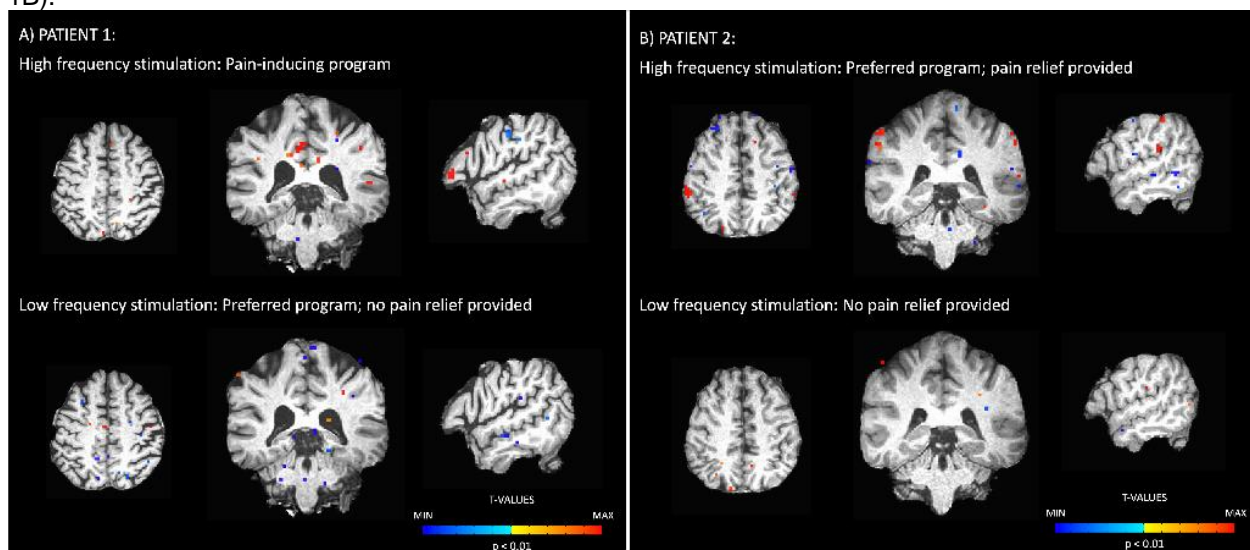 1B).
A) PATIENT 1:
High frequency stimulation: Pain-inducing program
Low frequency stimulation: Preferred program; no pain relief provided
T-VALUES
MIN MAX
p < 0.01
B) PATIENT 2:
High frequency stimulation: Preferred program; pain relief provided
Low frequency stimulation: No pain relief provided
T-VALUES
MIN MAX
p < 0.01